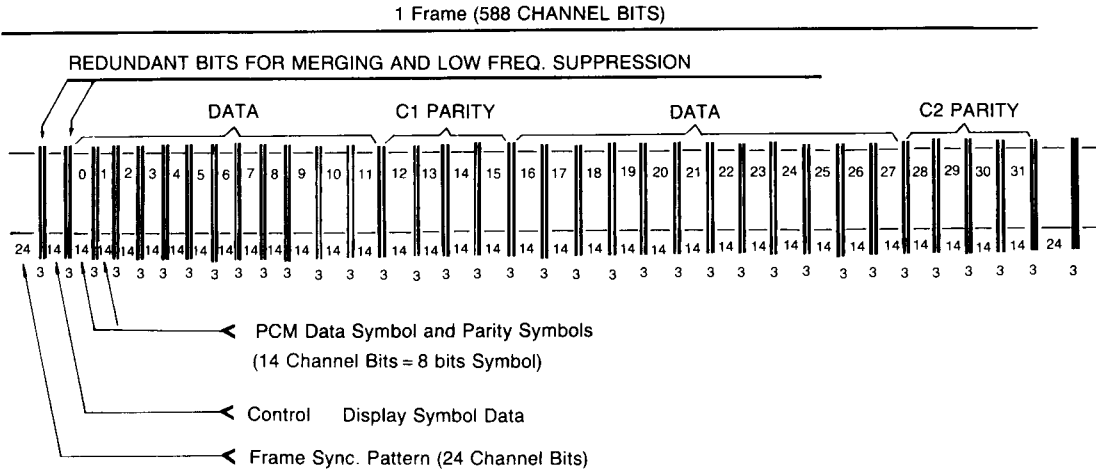 1 Frame (588 CHANNEL BITS)
REDUNDANT BITS FOR MERGING AND LOW FREQ. SUPPRESSION
DATA C1 PARITY DATA C2 PARITY
0 1 2 3 4 5 6 7 8 9 10 11 12 13 14 15 16 17 18 19 20 21 22 23 24 25 26 27 28 29 30 31
24 14 14 14 14 14 14 14 14 14 14 14 14 14 14 14 14 14 14 14 14 14 14 14 14 14 14 14 14 14 14 14 14 14 24
3 3 3 3 3 3 3 3 3 3 3 3 3 3 3 3 3 3 3 3 3 3 3 3 3 3 3 3 3 3 3 3 3 3 3
PCM Data Symbol and Parity Symbols
(14 Channel Bits = 8 bits Symbol)
Control Display Symbol Data
Frame Sync. Pattern (24 Channel Bits)